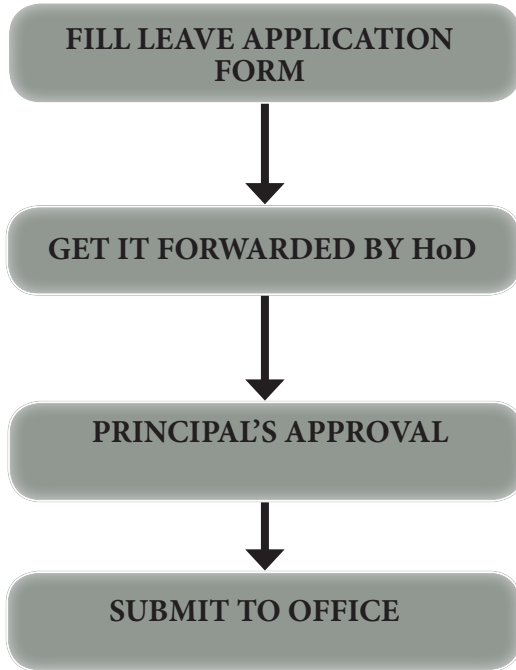 FILL LEAVE APPLICATION
FORM
GET IT FORWARDED BY HoD
PRINCIPAL’S APPROVAL
SUBMIT TO OFFICE